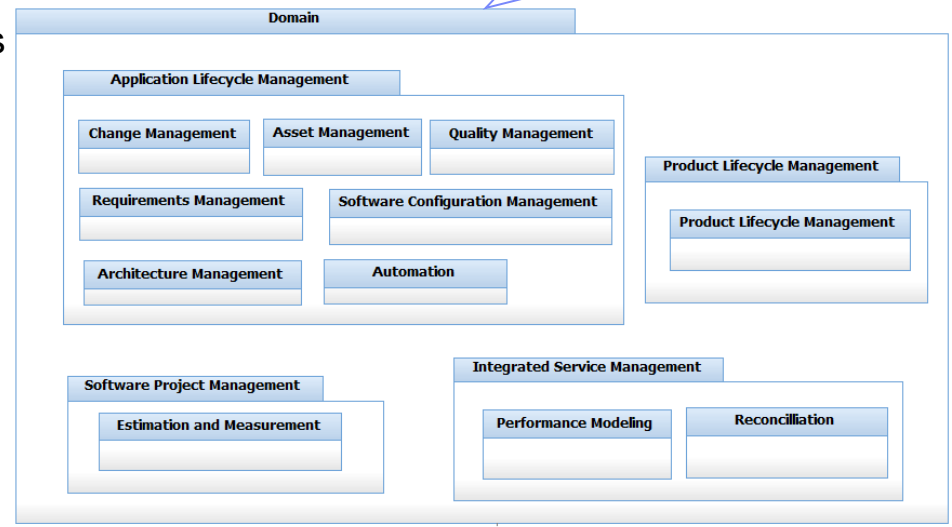 Domain
s
Application Lifecycle Management
Change Management
Asset Management
Quality Management
Product Lifecycle Management
Requirements Management
Software Configuration Management
Product Lifecycle Management
Architecture Management
Automation
Integrated Service Management
Software Project Management
Estimation and Measurement
Performance Modeling
Reconcilliation